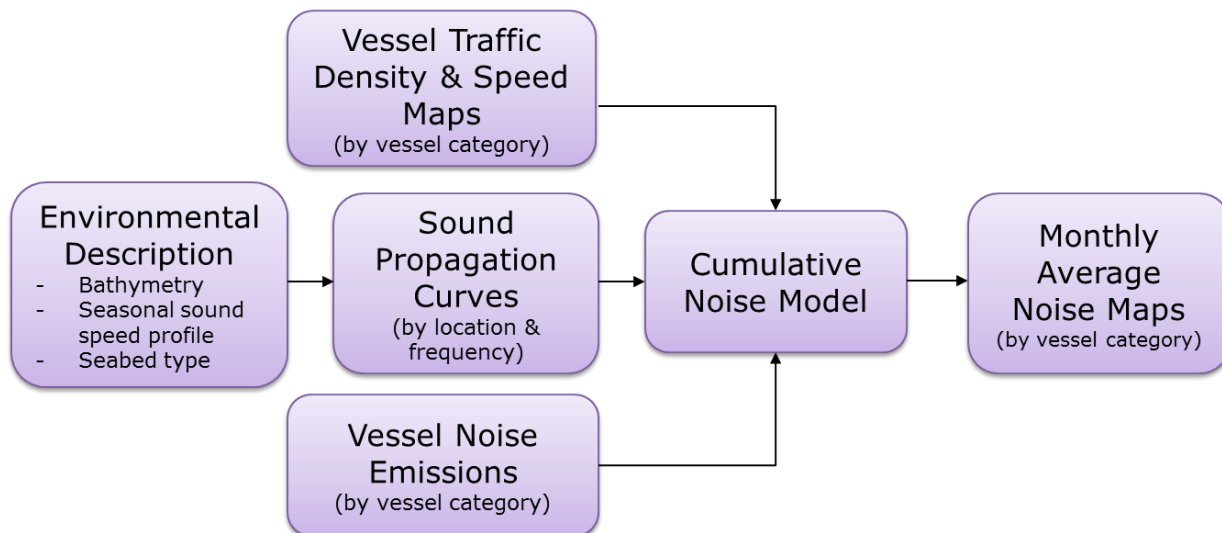 Vessel Traffic
Density & Speed
Maps
(by vessel category)
Environmental
Description
- Bathymetry
- Seasonal sound
speed profile
- Seabed type
Sound
Propagation
Curves
(by location &
frequency)
Cumulative
Noise Model
Monthly
Average
Noise Maps
(by vessel category)
Vessel Noise
Emissions
(by vessel category)